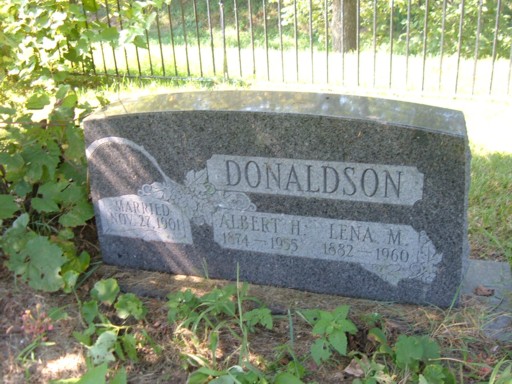 DONALDSON
MARRIED
NOV. 27, 1901
ALBERT H. LENA M.
1874 — 1955 1882 — 1960